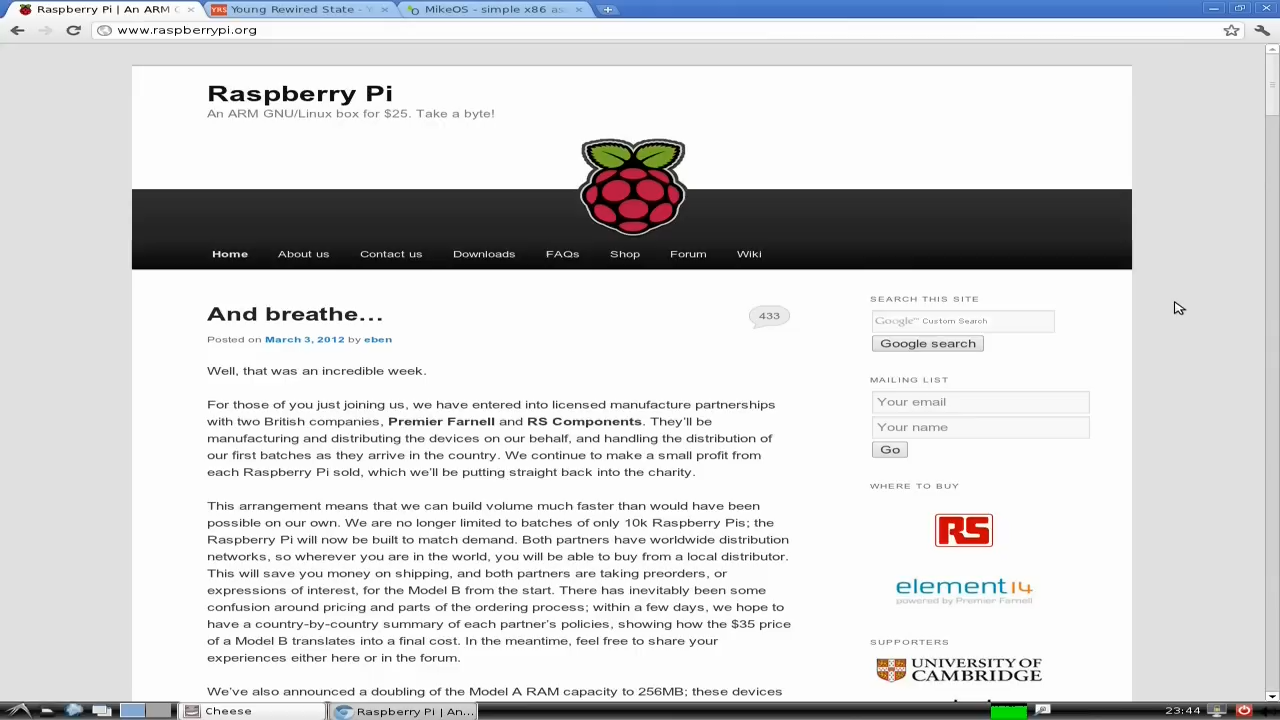 Raspberry Pi | An ARM G
Young Rewired State -
MikeOS - simple x86 as
www.raspberrypi.org
Raspberry Pi
An ARM GNU/Linux box for $25. Take a byte!
Home About us Contact us Downloads FAQs Shop Forum Wiki
And breathe...
433
Posted on March 3, 2012 by eben
Well, that was an incredible week.
For those of you just joining us, we have entered into licensed manufacture partnerships
with two British companies, Premier Farnell and RS Components. They'll be
manufacturing and distributing the devices on our behalf, and handling the distribution of
our first batches as they arrive in the country. We continue to make a small profit from
each Raspberry Pi sold, which we'll be putting straight back into the charity.
This arrangement means that we can build volume much faster than would have been
possible on our own. We are no longer limited to batches of only 10k Raspberry Pis; the
Raspberry Pi will now be built to match demand. Both partners have worldwide distribution
networks, so wherever you are in the world, you will be able to buy from a local distributor.
This will save you money on shipping, and both partners are taking preorders, or
expressions of interest, for the Model B from the start. There has inevitably been some
confusion around pricing and parts of the ordering process; within a few days, we hope to
have a country-by-country summary of each partner's policies, showing how the $35 price
of a Model B translates into a final cost. In the meantime, feel free to share your
experiences either here or in the forum.
We've also announced a doubling of the Model A RAM capacity to 256MB; these devices
SEARCH THIS SITE
Google™ Custom Search
Google search
MAILING LIST
Your email
Your name
Go
WHERE TO BUY
RS
element14
powered by Premier Farnell
SUPPORTERS
UNIVERSITY OF
CAMBRIDGE
Cheese
Raspberry Pi | An...
23:44